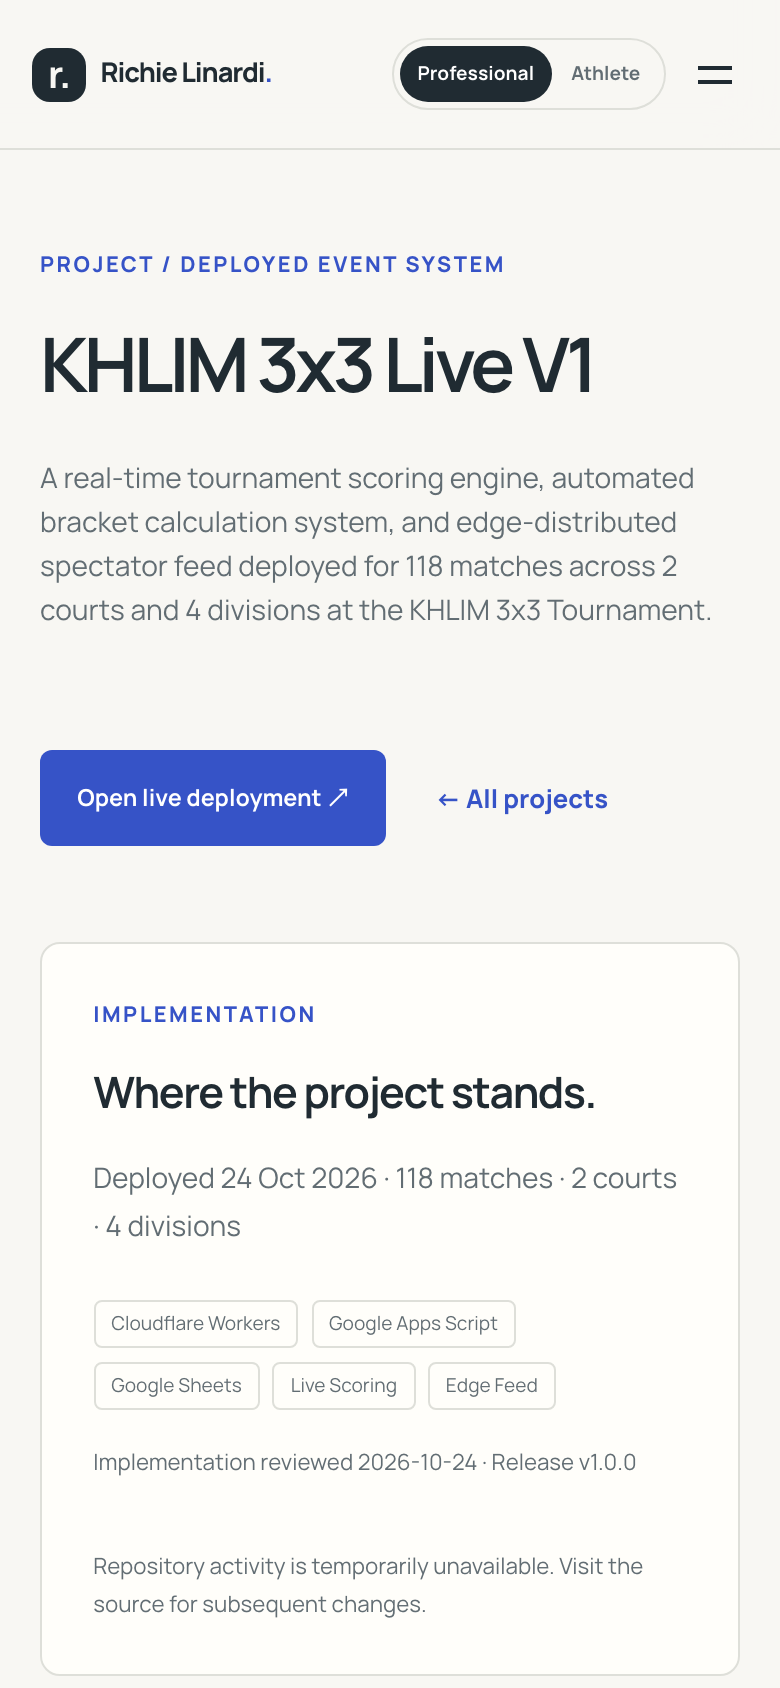 r. Richie Linardi. Professional Athlete
PROJECT / DEPLOYED EVENT SYSTEM
KHLIM 3x3 Live V1
A real-time tournament scoring engine, automated
bracket calculation system, and edge-distributed
spectator feed deployed for 118 matches across 2
courts and 4 divisions at the KHLIM 3x3 Tournament.
Open live deployment ↗ ← All projects
IMPLEMENTATION
Where the project stands.
Deployed 24 Oct 2026 · 118 matches · 2 courts
· 4 divisions
Cloudflare Workers Google Apps Script
Google Sheets Live Scoring Edge Feed
Implementation reviewed 2026-10-24 · Release v1.0.0
Repository activity is temporarily unavailable. Visit the
source for subsequent changes.